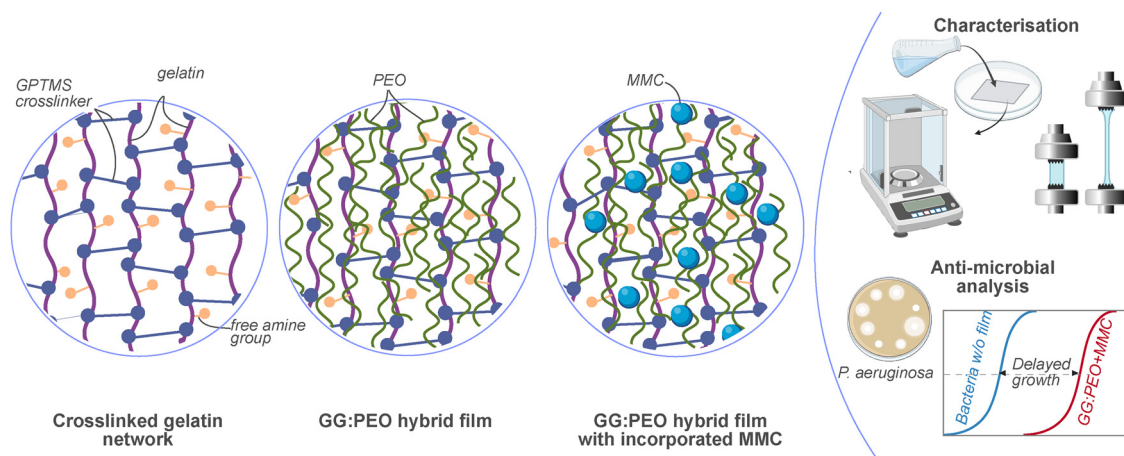 GPTMS
crosslinker
gelatin
free amine
group
Crosslinked gelatin
network
PEO
GG:PEO hybrid film
MMC
GG:PEO hybrid film
with incorporated MMC
Characterisation
Anti-microbial
analysis
P. aeruginosa
Bacteria w/o film
Delayed
growth
GG:PEO+MMC